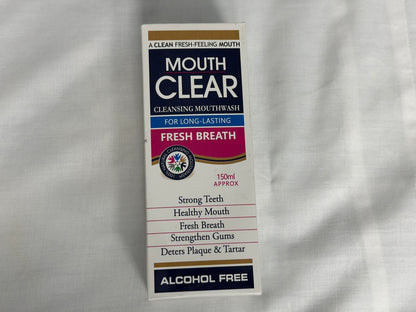 A CLEAN FRESH-FEELING MOUTH
MOUTH
CLEAR
CLEANSING MOUTHWASH
FOR LONG-LASTING
FRESH BREATH
150ml
APPROX
Strong Teeth
Healthy Mouth
Fresh Breath
Strengthen Gums
Deters Plaque & Tartar
ALCOHOL FREE